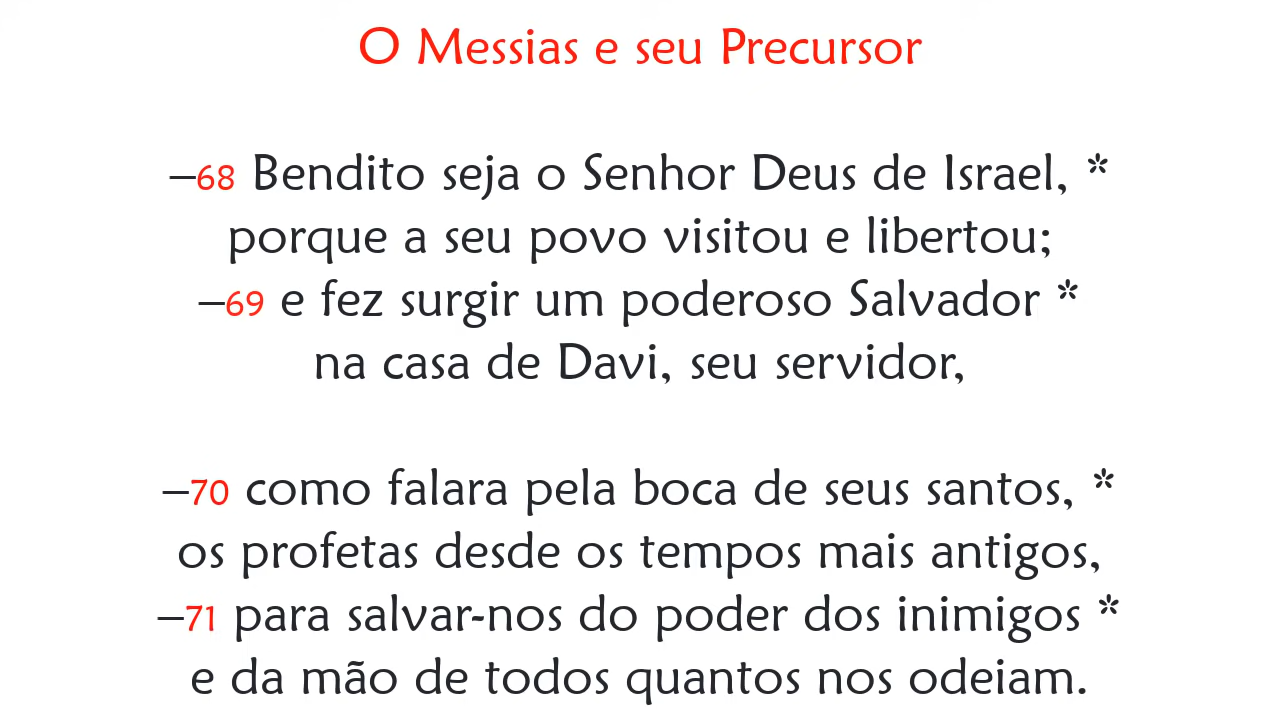 O Messias e seu Precursor
–68 Bendito seja o Senhor Deus de Israel, *
porque a seu povo visitou e libertou;
–69 e fez surgir um poderoso Salvador *
na casa de Davi, seu servidor,
–70 como falara pela boca de seus santos, *
os profetas desde os tempos mais antigos,
–71 para salvar-nos do poder dos inimigos *
e da mão de todos quantos nos odeiam.